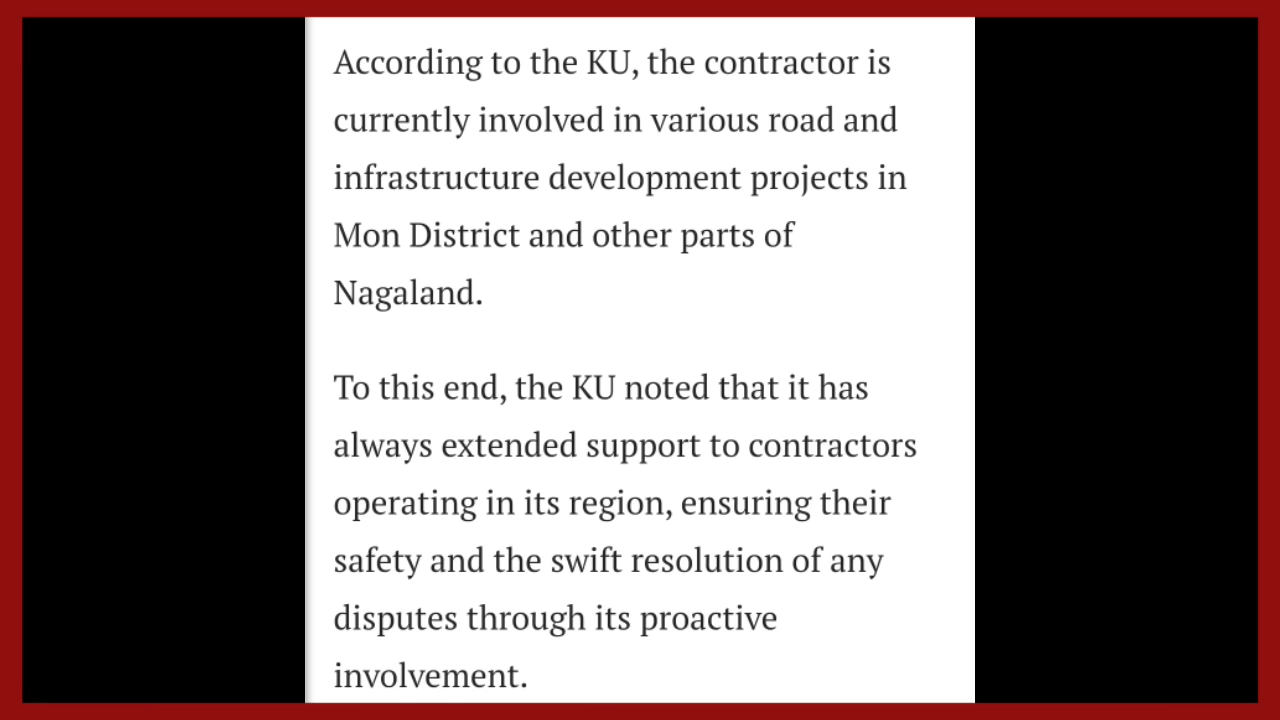 According to the KU, the contractor is
currently involved in various road and
infrastructure development projects in
Mon District and other parts of
Nagaland.
To this end, the KU noted that it has
always extended support to contractors
operating in its region, ensuring their
safety and the swift resolution of any
disputes through its proactive
involvement.